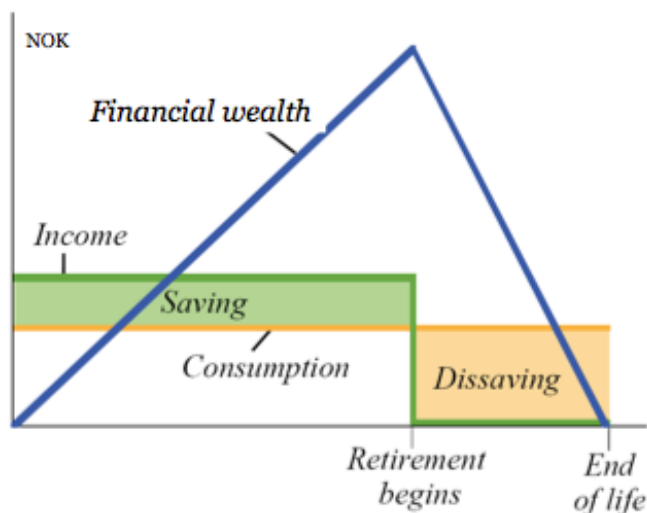 NOK
Financial wealth
Income
Saving
Consumption
Dissaving
Retirement
begins
End
of life